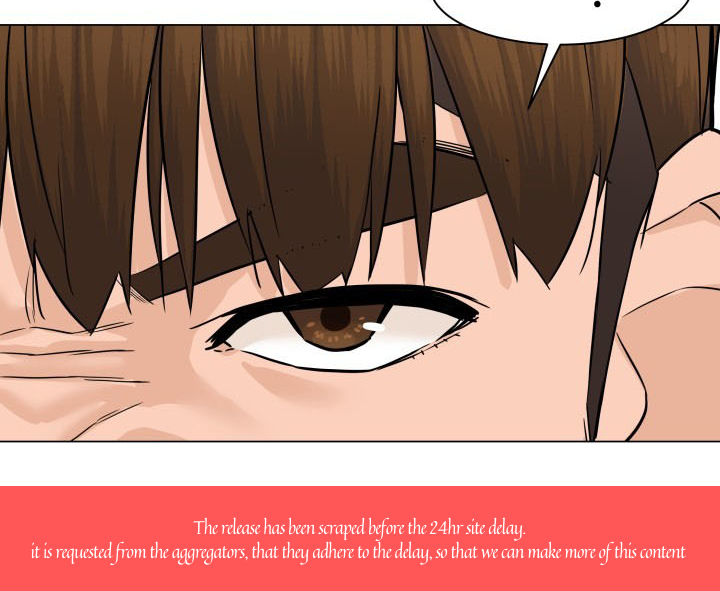 The release has been scraped before the 24hr site delay.
it is requested from the aggregators, that they adhere to the delay, so that we can make more of this content